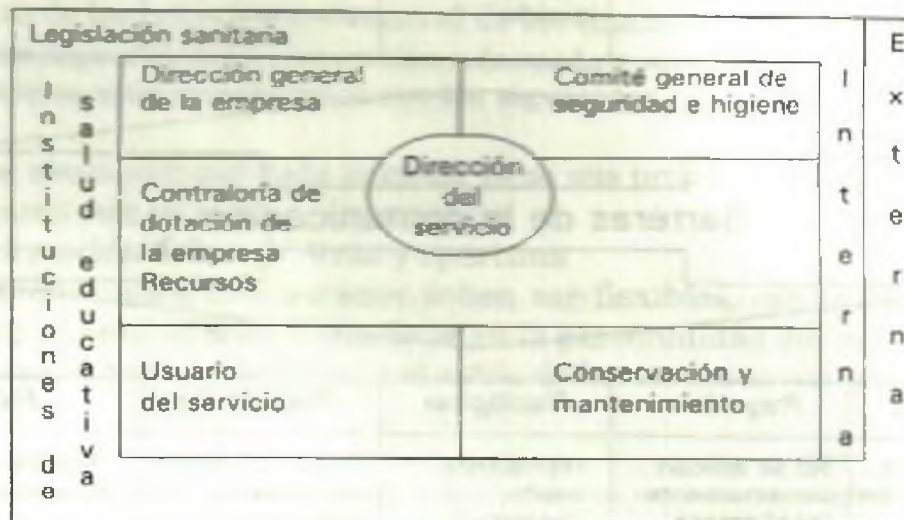 Legislación sanitaria
Instituciones de
salud educativa
Dirección general
de la empresa
Comité general de
seguridad e higiene
Dirección
del
servicio
Contraloría de
dotación de
la empresa
Recursos
Usuario
del servicio
Conservación y
mantenimiento
Interna
Externa